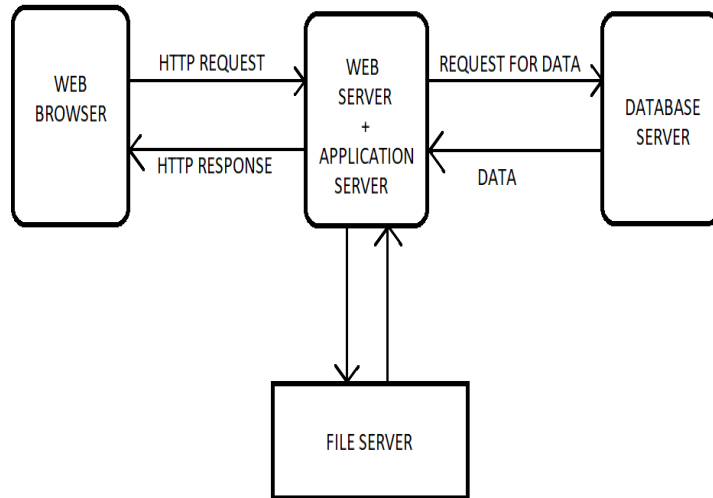 WEB
BROWSER
HTTP REQUEST
HTTP RESPONSE
WEB
SERVER
+
APPLICATION
SERVER
REQUEST FOR DATA
DATA
DATABASE
SERVER
FILE SERVER